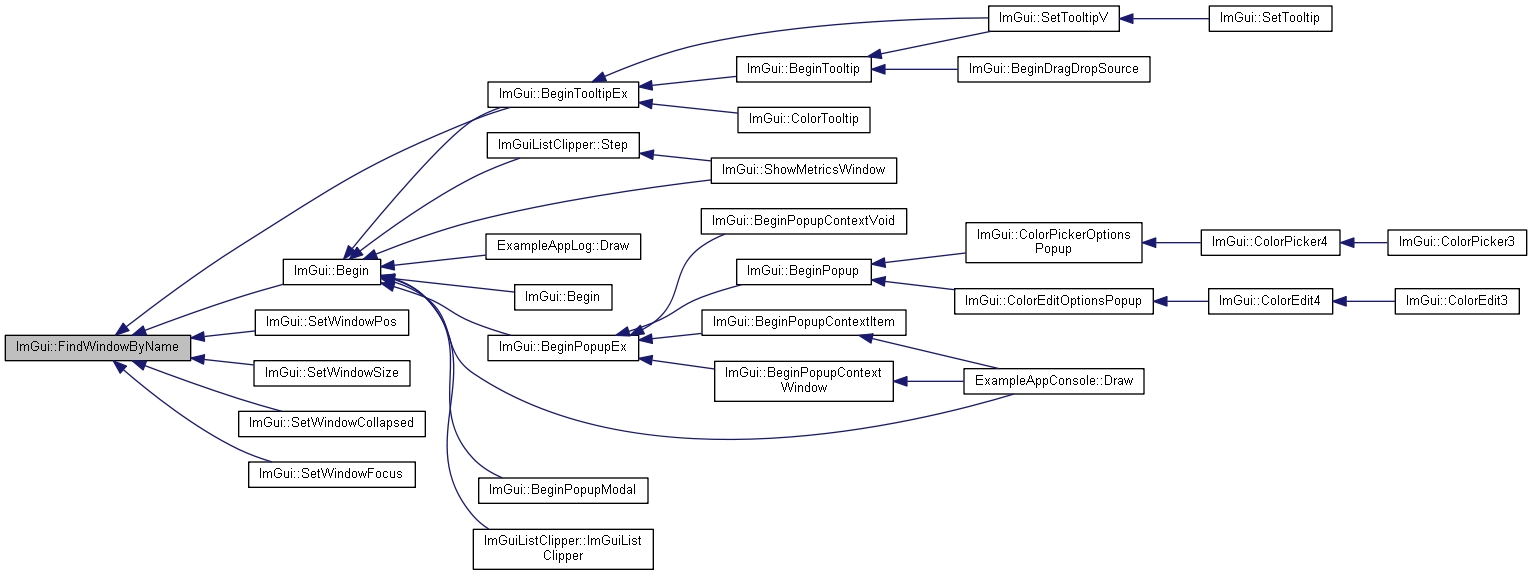 ImGui::SetTooltipV
ImGui::SetTooltip
ImGui::BeginTooltip
ImGui::BeginDragDropSource
ImGui::BeginTooltipEx
ImGui::ColorTooltip
ImGuiListClipper::Step
ImGui::ShowMetricsWindow
ImGui::BeginPopupContextVoid
ImGui::ColorPickerOptions
Popup
ImGui::ColorPicker4
ImGui::ColorPicker3
ExampleAppLog::Draw
ImGui::Begin
ImGui::BeginPopup
ImGui::Begin
ImGui::ColorEditOptionsPopup
ImGui::ColorEdit4
ImGui::ColorEdit3
ImGui::SetWindowPos
ImGui::BeginPopupContextItem
ImGui::FindWindowByName
ImGui::BeginPopupEx
ImGui::SetWindowSize
ImGui::BeginPopupContext
Window
ExampleAppConsole::Draw
ImGui::SetWindowCollapsed
ImGui::SetWindowFocus
ImGui::BeginPopupModal
ImGuiListClipper::ImGuiList
Clipper